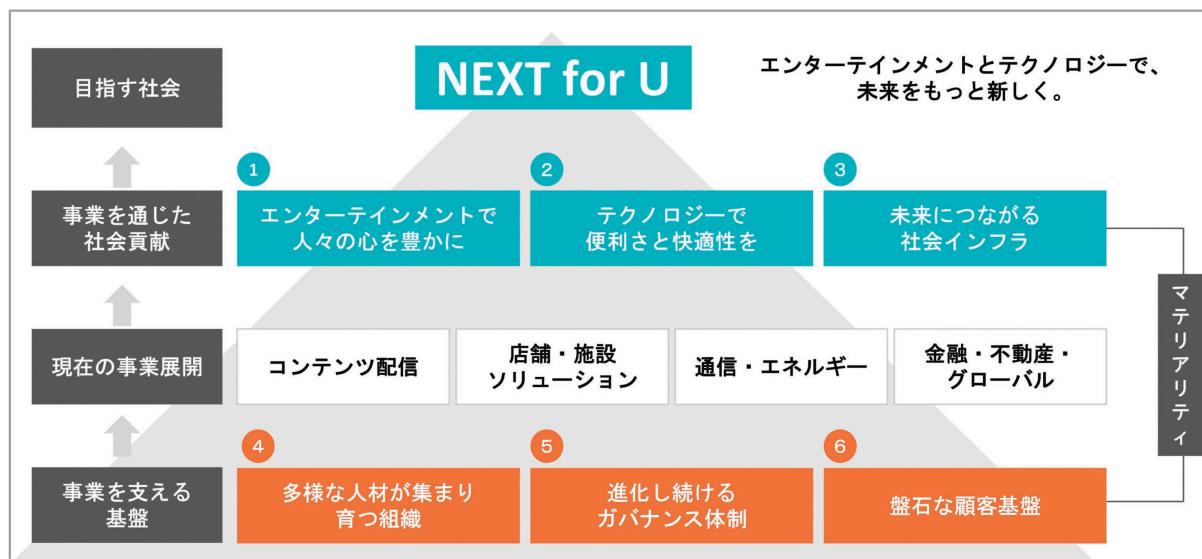 目指す社会
NEXT for U
エンターテインメントとテクノロジーで、
未来をもっと新しく。
事業を通じた
社会貢献
1
エンターテインメントで
人々の心を豊かに
2
テクノロジーで
便利さと快適性を
3
未来につながる
社会インフラ
マテリアリティ
現在の事業展開
コンテンツ配信
店舗・施設
ソリューション
通信・エネルギー
金融・不動産・
グローバル
事業を支える
基盤
4
多様な人材が集まり
育つ組織
5
進化し続ける
ガバナンス体制
6
盤石な顧客基盤